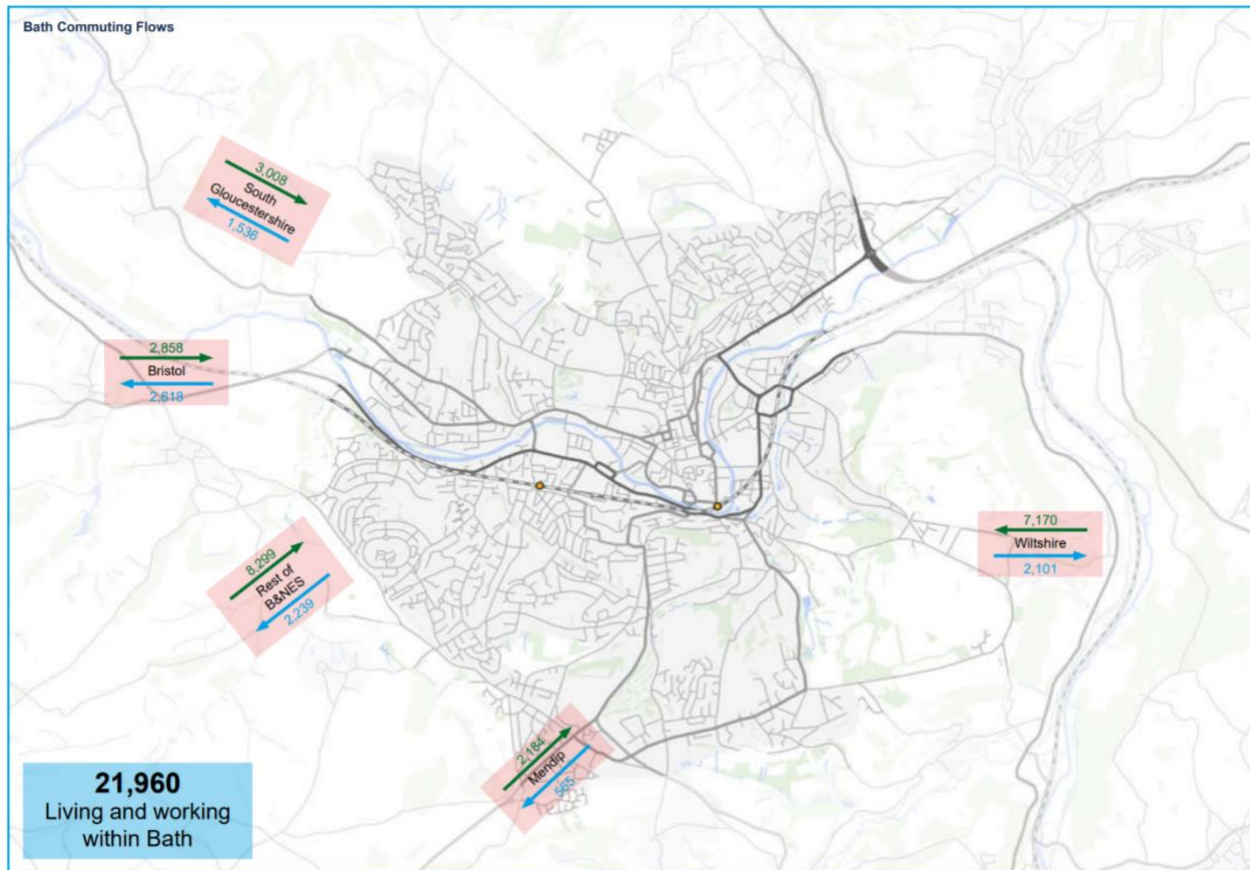 Bath Commuting Flows
3,008
South
Gloucestershire
1,536
2,858
Bristol
2,618
8,299
Rest of
B&NES
2,239
7,170
Wiltshire
2,101
2,184
Mendip
565
21,960
Living and working
within Bath